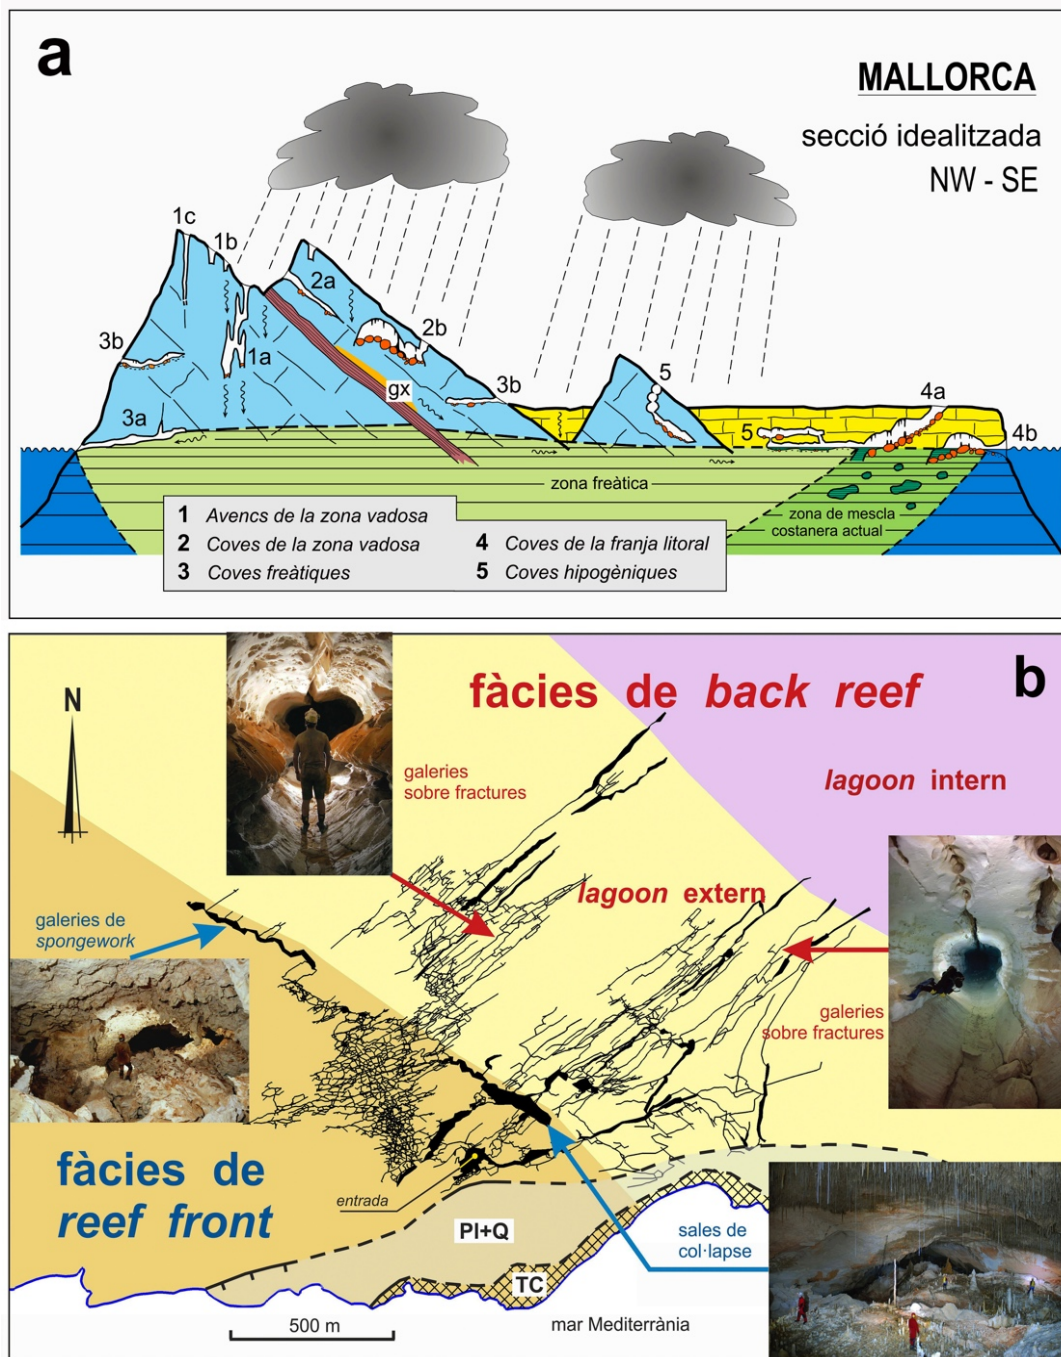 a
MALLORCA
secció idealitzada
NW - SE
1c
1b
2a
2b
3b
1a
gx
3b
5
4a
3a
5
4b
zona freàtica
zona de mescla
costanera actual
1 Avencs de la zona vadosa
2 Coves de la zona vadosa
3 Coves freàtiques
4 Coves de la franja litoral
5 Coves hipogèniques
b
fàcies de back reef
N
galeries
sobre fractures
lagoon intern
lagoon extern
galeries de
spongework
galeries
sobre fractures
fàcies de
reef front
entrada
Pl+Q
sales de
col·lapse
TC
500 m
mar Mediterrània